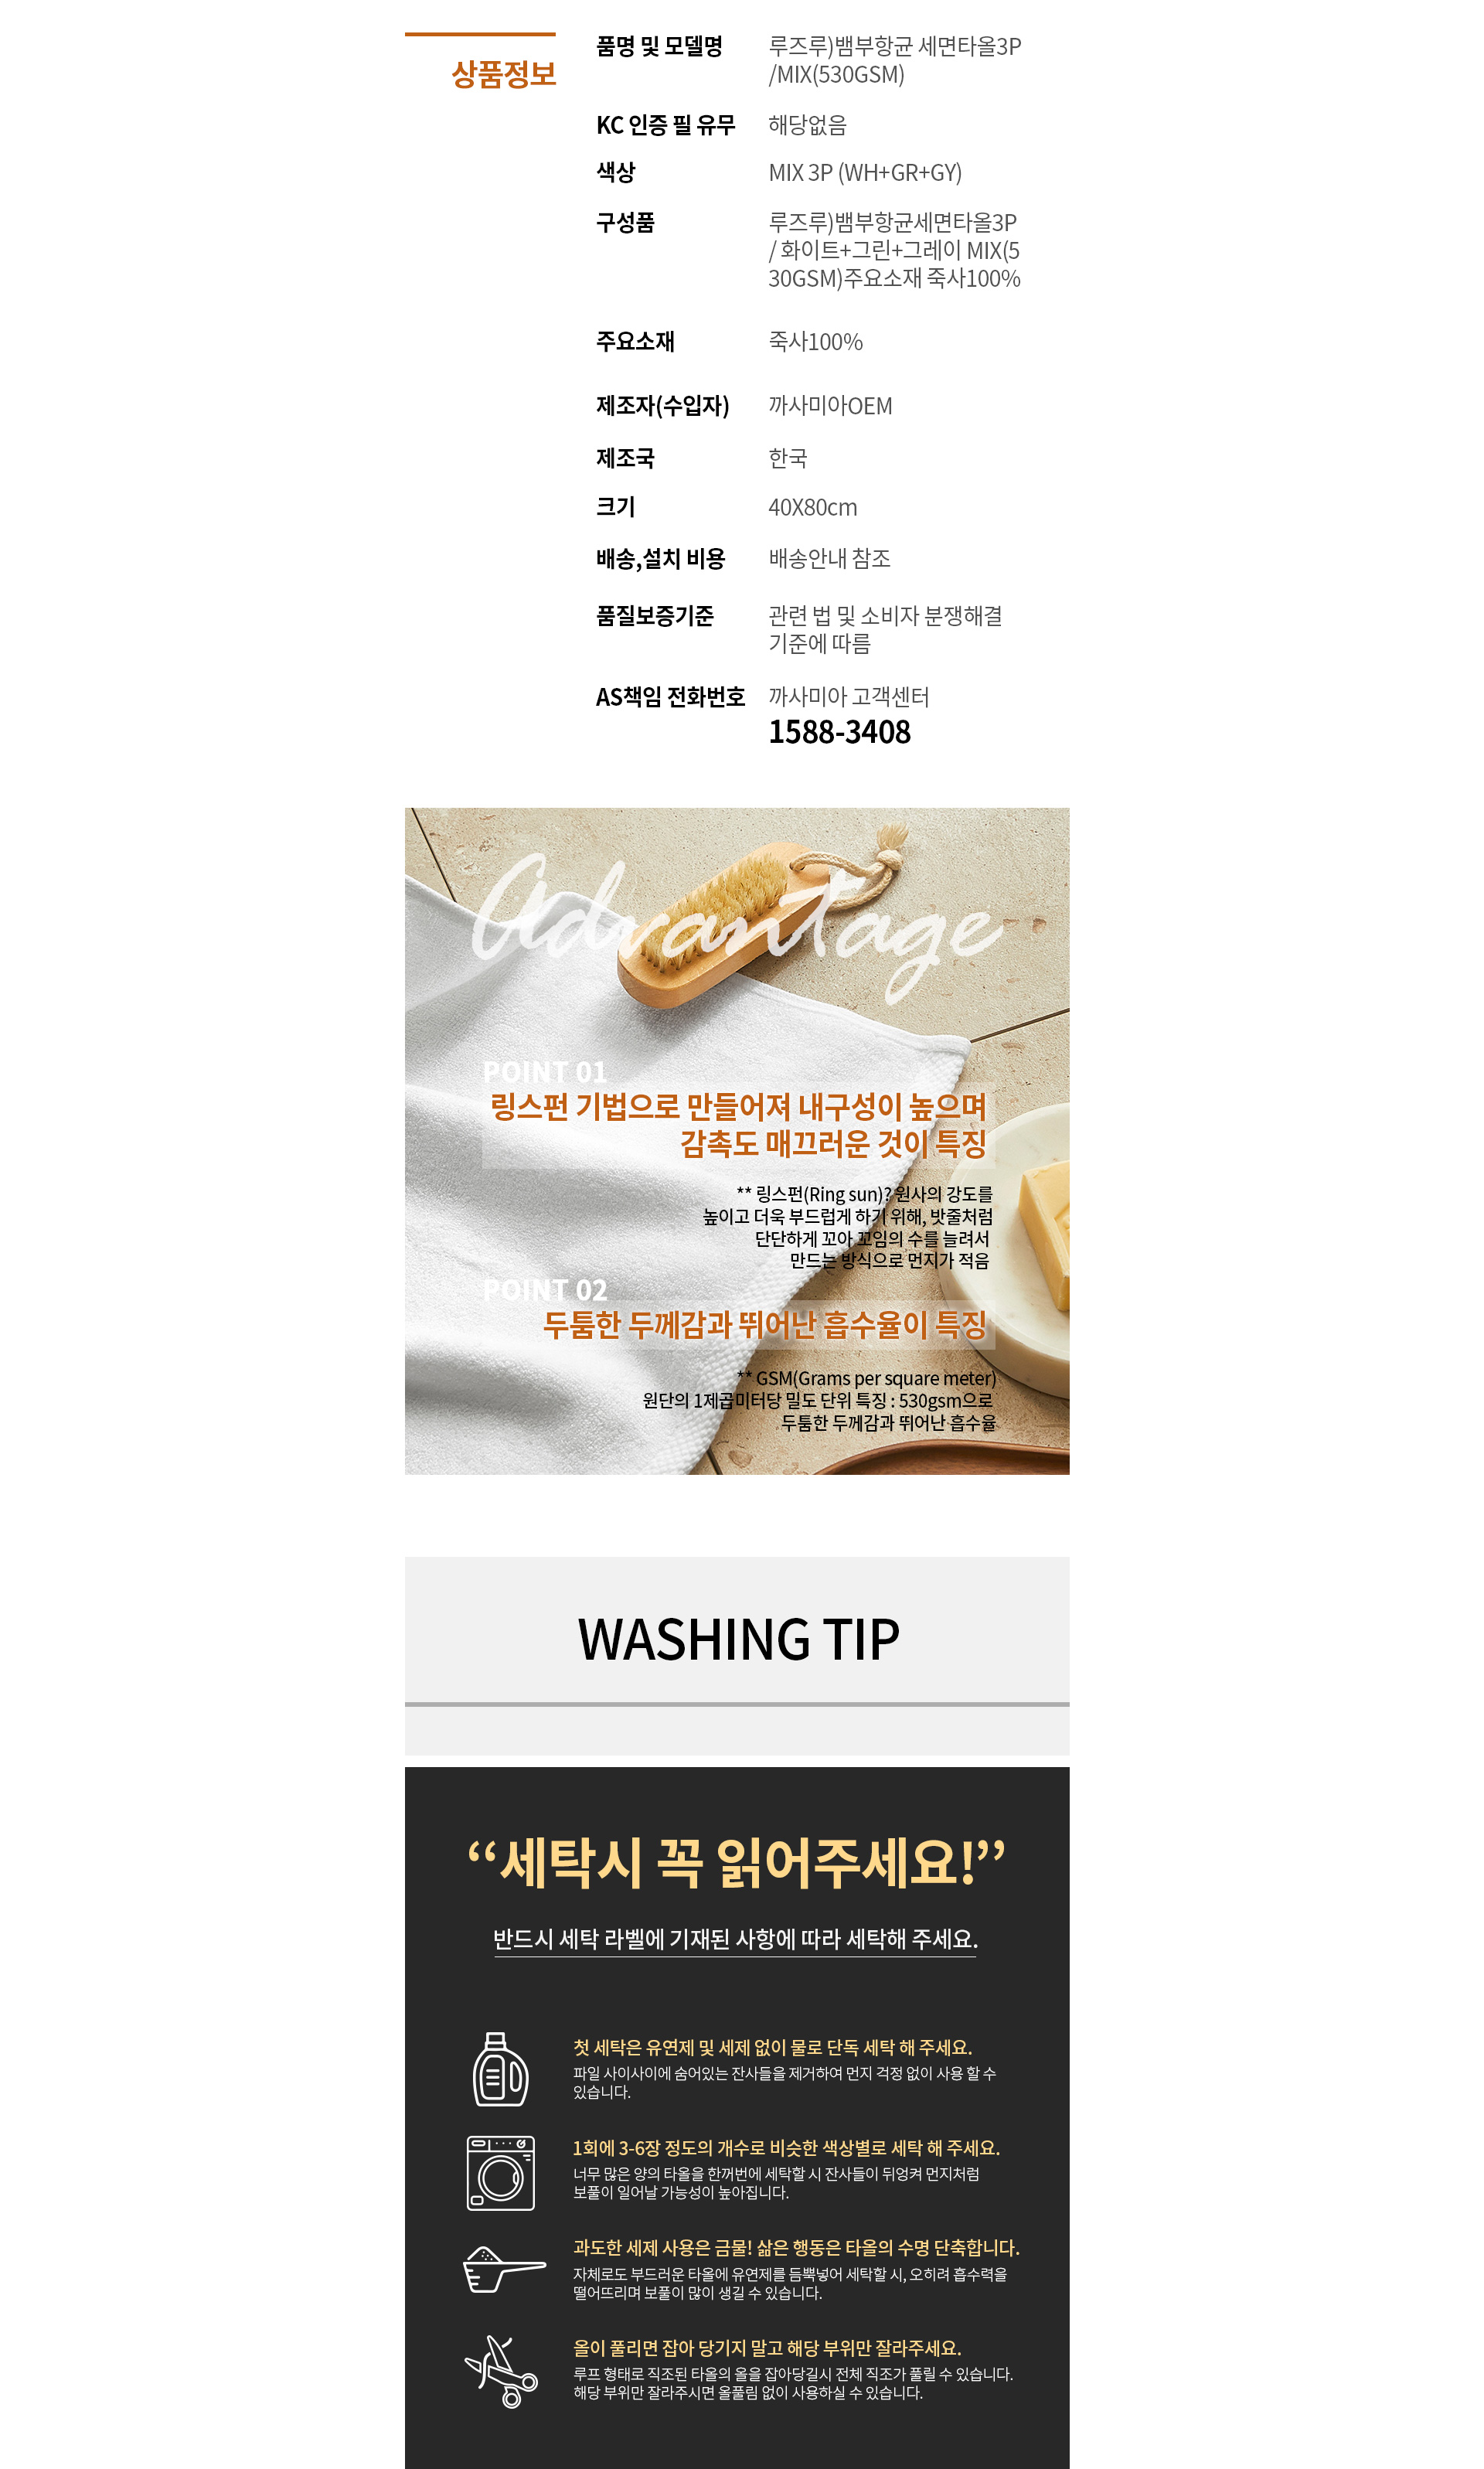 상품정보
품명 및 모델명
루즈루)뱀부항균 세면타올3P
/MIX(530GSM)
KC 인증 필 유무
해당없음
색상
MIX 3P (WH+GR+GY)
구성품
루즈루)뱀부항균세면타올3P
/ 화이트+그린+그레이 MIX(5
30GSM)주요소재 죽사100%
주요소재
죽사100%
제조자(수입자)
까사미아OEM
제조국
한국
크기
40X80cm
배송,설치 비용
배송안내 참조
품질보증기준
관련 법 및 소비자 분쟁해결
기준에 따름
AS책임 전화번호
까사미아 고객센터
1588-3408
advantage
POINT 01
링스펀 기법으로 만들어져 내구성이 높으며
감촉도 매끄러운 것이 특징
** 링스펀(Ring sun)? 원사의 강도를
높이고 더욱 부드럽게 하기 위해, 밧줄처럼
단단하게 꼬아 꼬임의 수를 늘려서
만드는 방식으로 먼지가 적음
POINT 02
두툼한 두께감과 뛰어난 흡수율이 특징
** GSM(Grams per square meter)
원단의 1제곱미터당 밀도 단위 특징 : 530gsm으로
두툼한 두께감과 뛰어난 흡수율
WASHING TIP
“세탁시 꼭 읽어주세요!”
반드시 세탁 라벨에 기재된 사항에 따라 세탁해 주세요.
첫 세탁은 유연제 및 세제 없이 물로 단독 세탁 해 주세요.
파일 사이사이에 숨어있는 잔사들을 제거하여 먼지 걱정 없이 사용 할 수
있습니다.
1회에 3-6장 정도의 개수로 비슷한 색상별로 세탁 해 주세요.
너무 많은 양의 타올을 한꺼번에 세탁할 시 잔사들이 뒤엉켜 먼지처럼
보풀이 일어날 가능성이 높아집니다.
과도한 세제 사용은 금물! 삶은 행동은 타올의 수명 단축합니다.
자체로도 부드러운 타올에 유연제를 듬뿍넣어 세탁할 시, 오히려 흡수력을
떨어뜨리며 보풀이 많이 생길 수 있습니다.
올이 풀리면 잡아 당기지 말고 해당 부위만 잘라주세요.
루프 형태로 직조된 타올의 올을 잡아당길시 전체 직조가 풀릴 수 있습니다.
해당 부위만 잘라주시면 올풀림 없이 사용하실 수 있습니다.